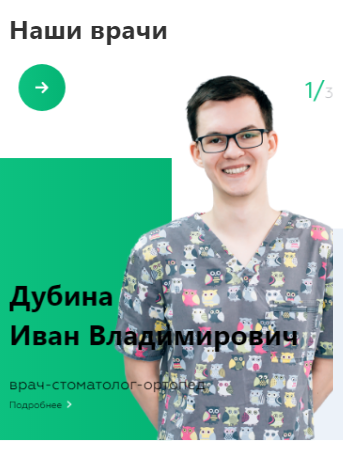 Наши врачи
1/3
Дубина
Иван Владимирович
врач-стоматолог-ортопед
Подробнее